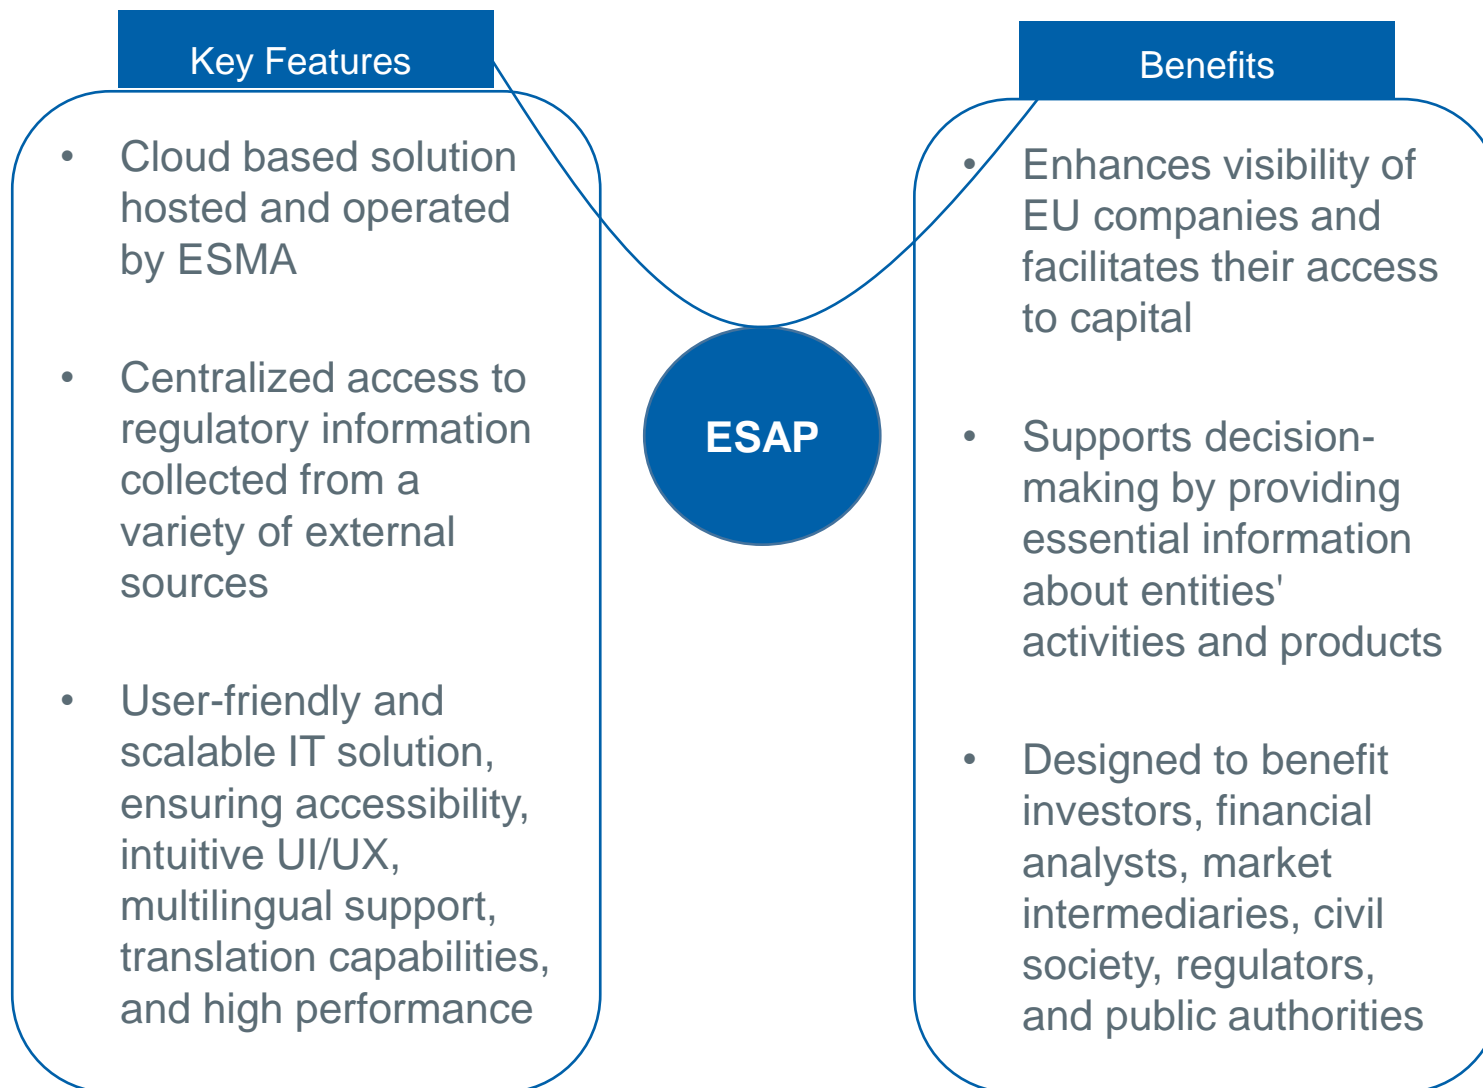 Key Features
• Cloud based solution
hosted and operated
by ESMA
• Centralized access to
regulatory information
collected from a
variety of external
sources
• User-friendly and
scalable IT solution,
ensuring accessibility,
intuitive UI/UX,
multilingual support,
translation capabilities,
and high performance
ESAP
Benefits
• Enhances visibility of
EU companies and
facilitates their access
to capital
• Supports decision-
making by providing
essential information
about entities'
activities and products
• Designed to benefit
investors, financial
analysts, market
intermediaries, civil
society, regulators,
and public authorities